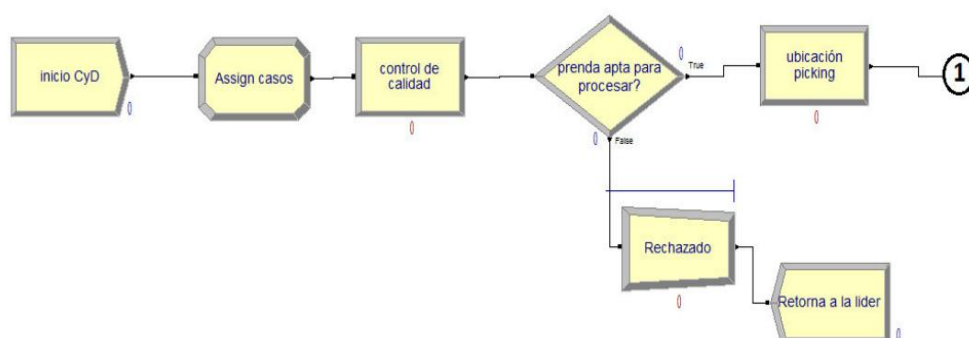 inicio CyD
0
Assign casos
control de
calidad
0
prenda apta para
procesar?
0
True
0
False
ubicación
picking
0
1
Rechazado
0
Retorna a la lider
0